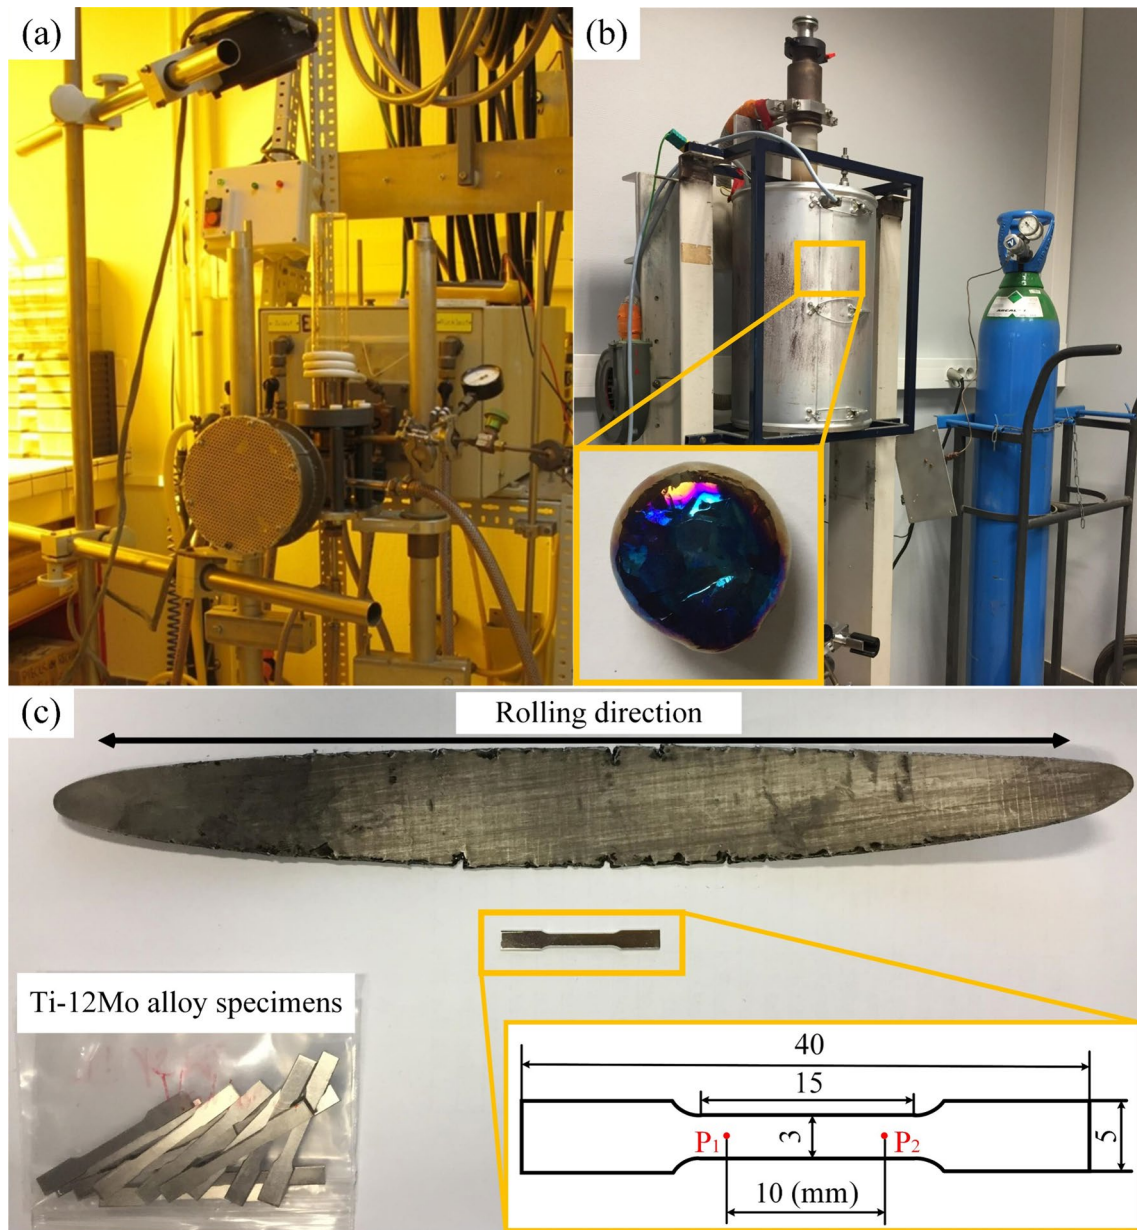 (a)
(b)
(c)
Rolling direction
Ti-12Mo alloy specimens
40
15
3
5
P1
P2
10 (mm)